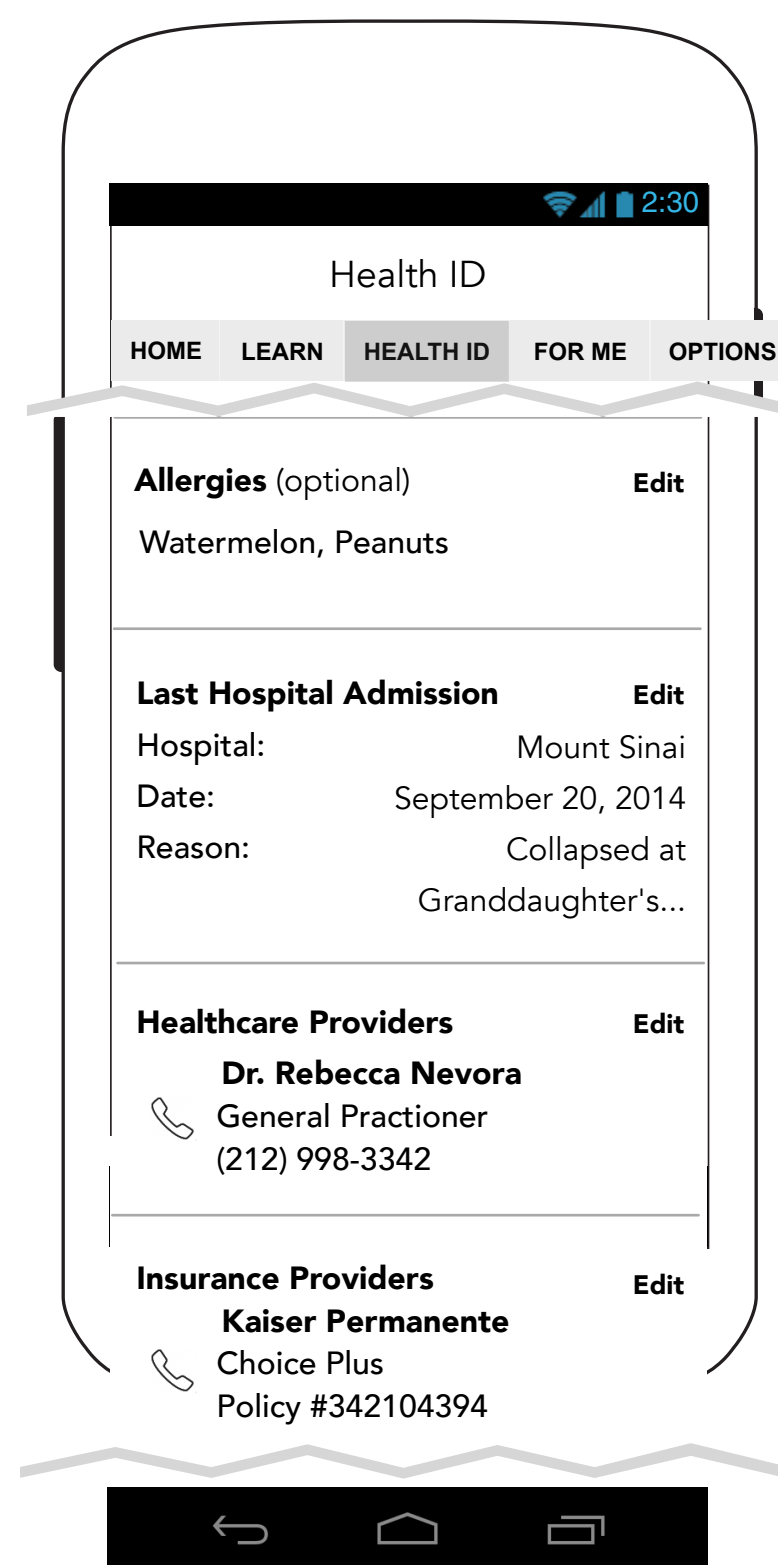 2:30
Health ID
HOME LEARN HEALTH ID FOR ME OPTIONS
Allergies (optional) Edit
Watermelon, Peanuts
Last Hospital Admission Edit
Hospital: Mount Sinai
Date: September 20, 2014
Reason: Collapsed at
Granddaughter's...
Healthcare Providers Edit
Dr. Rebecca Nevora
General Practioner
(212) 998-3342
Insurance Providers Edit
Kaiser Permanente
Choice Plus
Policy #342104394